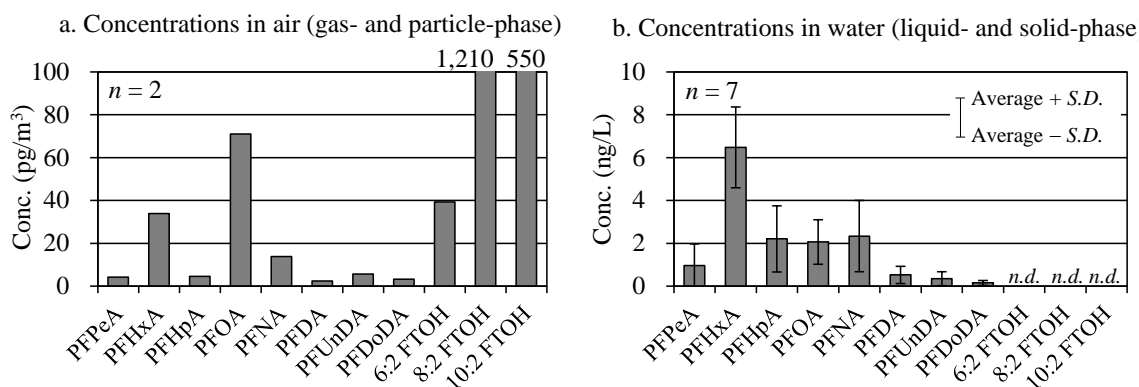 a. Concentrations in air (gas- and particle-phase)
1,210 550
100
80
60
40
20
0
Conc. (pg/m³)
n = 2
PFPeA
PFHxA
PFHpA
PFOA
PFNA
PFDA
PFUnDA
PFDoDA
6:2 FTOH
8:2 FTOH
10:2 FTOH
b. Concentrations in water (liquid- and solid-phase
10
8
6
4
2
0
Conc. (ng/L)
n = 7
Average + S.D.
Average − S.D.
n.d. n.d. n.d.
PFPeA
PFHxA
PFHpA
PFOA
PFNA
PFDA
PFUnDA
PFDoDA
6:2 FTOH
8:2 FTOH
10:2 FTOH